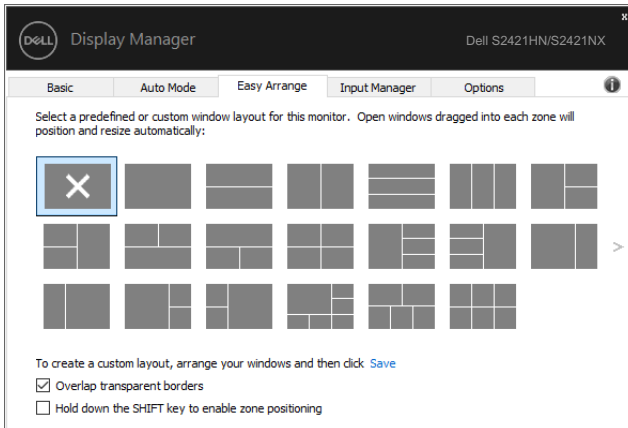 DELL Display Manager
Dell S2421HN/S2421NX
x
Basic Auto Mode Easy Arrange Input Manager Options
Select a predefined or custom window layout for this monitor. Open windows dragged into each zone will
position and resize automatically:
To create a custom layout, arrange your windows and then click Save
Overlap transparent borders
Hold down the SHIFT key to enable zone positioning